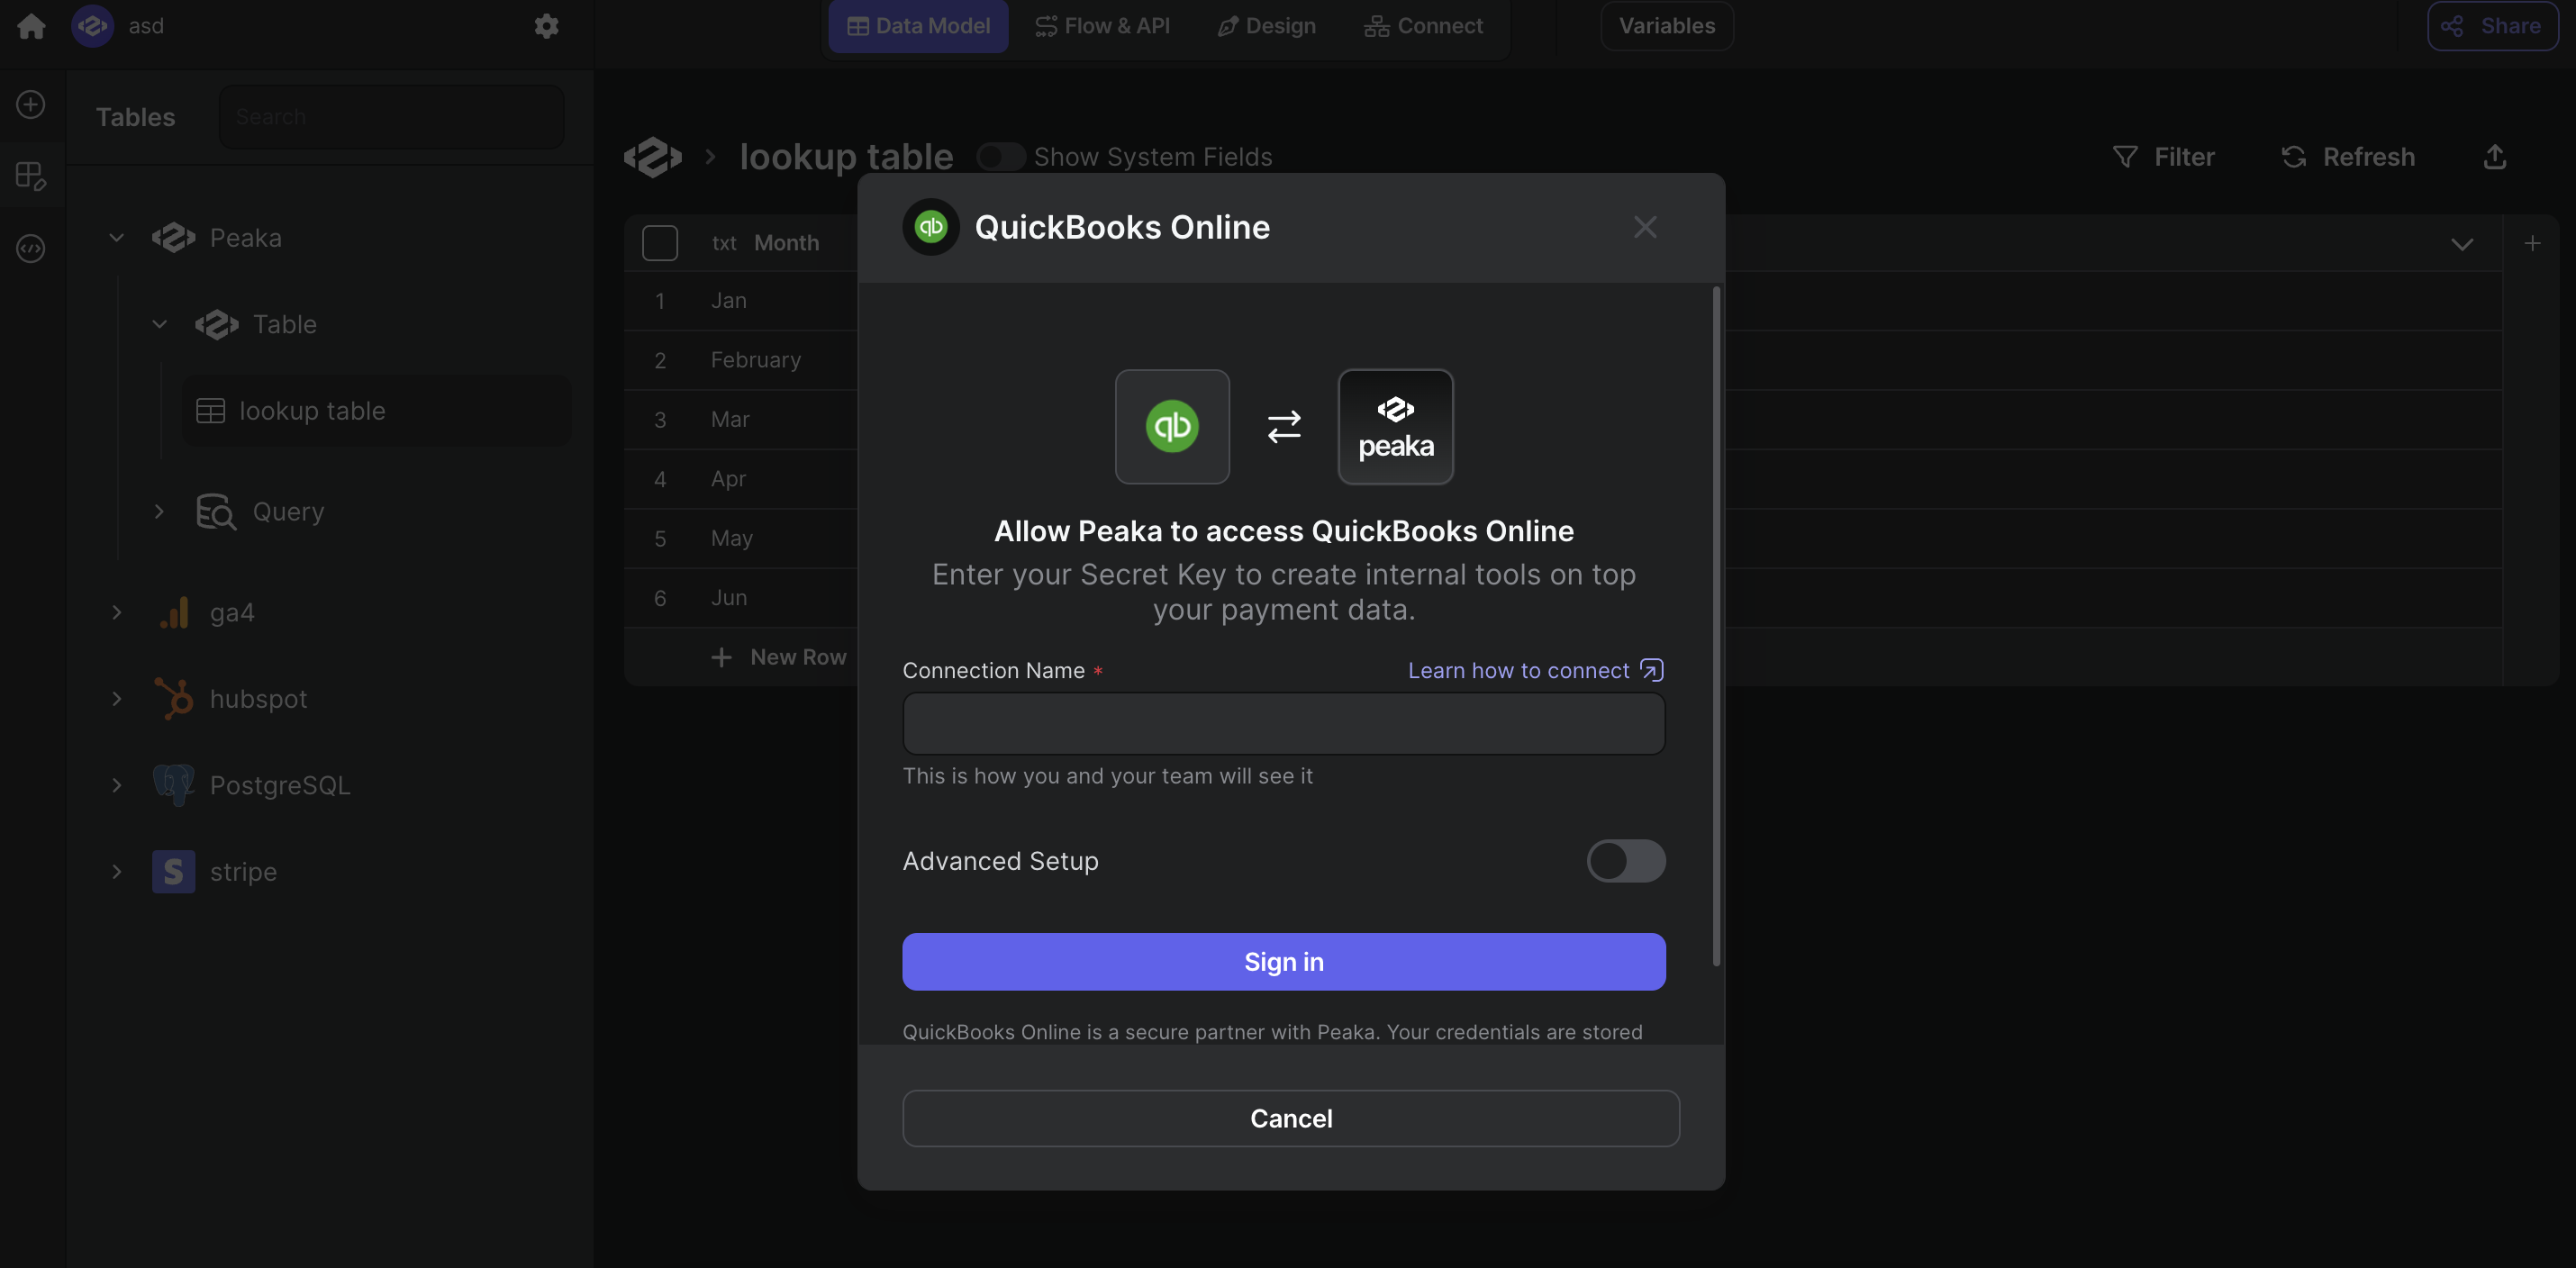 asd
Data Model
Flow & API
Design
Connect
Variables
Share
Tables
Search
Peaka
Table
lookup table
Query
ga4
hubspot
PostgreSQL
S
stripe
lookup table
Show System Fields
Filter
Refresh
txt Month
1 Jan
2 February
3 Mar
4 Apr
5 May
6 Jun
New Row
qb
QuickBooks Online
qb
peaka
Allow Peaka to access QuickBooks Online
Enter your Secret Key to create internal tools on top
your payment data.
Connection Name *
Learn how to connect
This is how you and your team will see it
Advanced Setup
Sign in
QuickBooks Online is a secure partner with Peaka. Your credentials are stored
Cancel